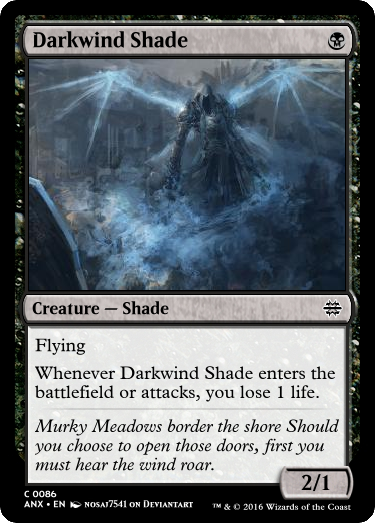 Darkwind Shade
Creature — Shade
Flying
Whenever Darkwind Shade enters the
battlefield or attacks, you lose 1 life.
Murky Meadows border the shore Should
you choose to open those doors, first you
must hear the wind roar.
2/1
C 0086
ANX • EN nosa17541 on Deviantart
™ & © 2016 Wizards of the Coast